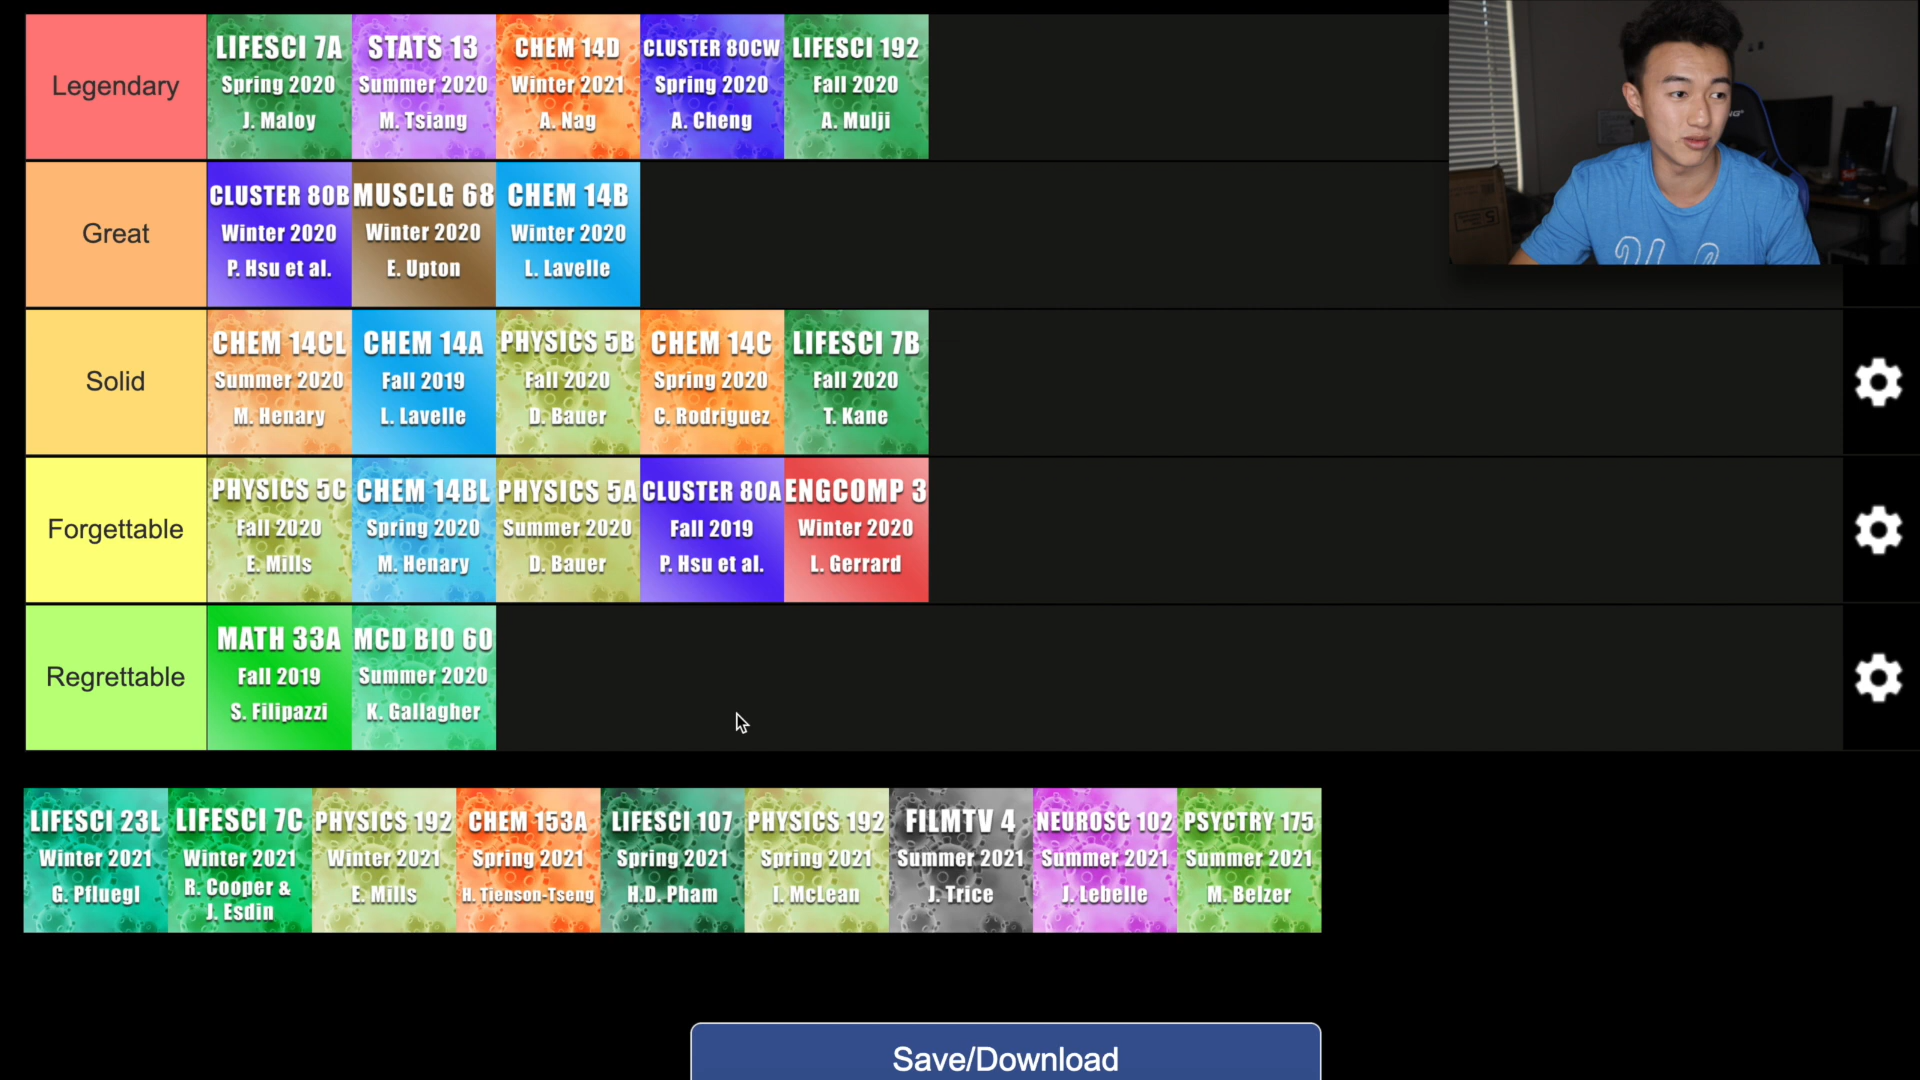 Legendary
LIFESCI 7A
Spring 2020
J. Maloy
STATS 13
Summer 2020
M. Tsiang
CHEM 14D
Winter 2021
A. Nag
CLUSTER 80CW
Spring 2020
A. Cheng
LIFESCI 192
Fall 2020
A. Mulji
Great
CLUSTER 80B
Winter 2020
P. Hsu et al.
MUSCLG 68
Winter 2020
E. Upton
CHEM 14B
Winter 2020
L. Lavelle
Solid
CHEM 14CL
Summer 2020
M. Henary
CHEM 14A
Fall 2019
L. Lavelle
PHYSICS 5B
Fall 2020
D. Bauer
CHEM 14C
Spring 2020
C. Rodriguez
LIFESCI 7B
Fall 2020
T. Kane
Forgettable
PHYSICS 5C
Fall 2020
E. Mills
CHEM 14BL
Spring 2020
M. Henary
PHYSICS 5A
Summer 2020
D. Bauer
CLUSTER 80A
Fall 2019
P. Hsu et al.
ENGCOMP 3
Winter 2020
L. Gerrard
Regrettable
MATH 33A
Fall 2019
S. Filipazzi
MCD BIO 60
Summer 2020
K. Gallagher
LIFESCI 23L
Winter 2021
G. Pfluegl
LIFESCI 7C
Winter 2021
R. Cooper &
J. Esdin
PHYSICS 192
Winter 2021
E. Mills
CHEM 153A
Spring 2021
H. Tienson-Tseng
LIFESCI 107
Spring 2021
H.D. Pham
PHYSICS 192
Spring 2021
I. McLean
FILMTV 4
Summer 2021
J. Trice
NEUROSC 102
Summer 2021
J. Lebelle
PSYCTRY 175
Summer 2021
M. Belzer
Save/Download